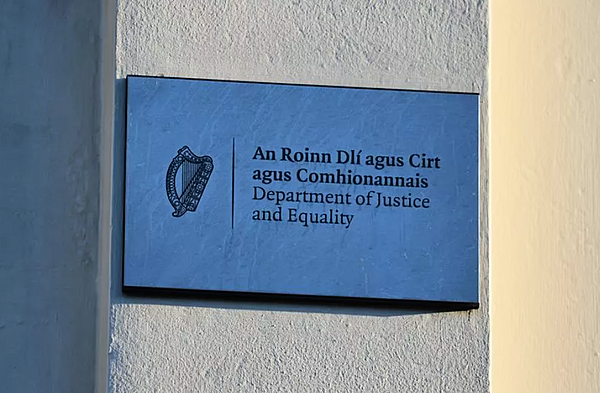 An Roinn Dlí agus Cirt
agus Comhionannais
Department of Justice
and Equality